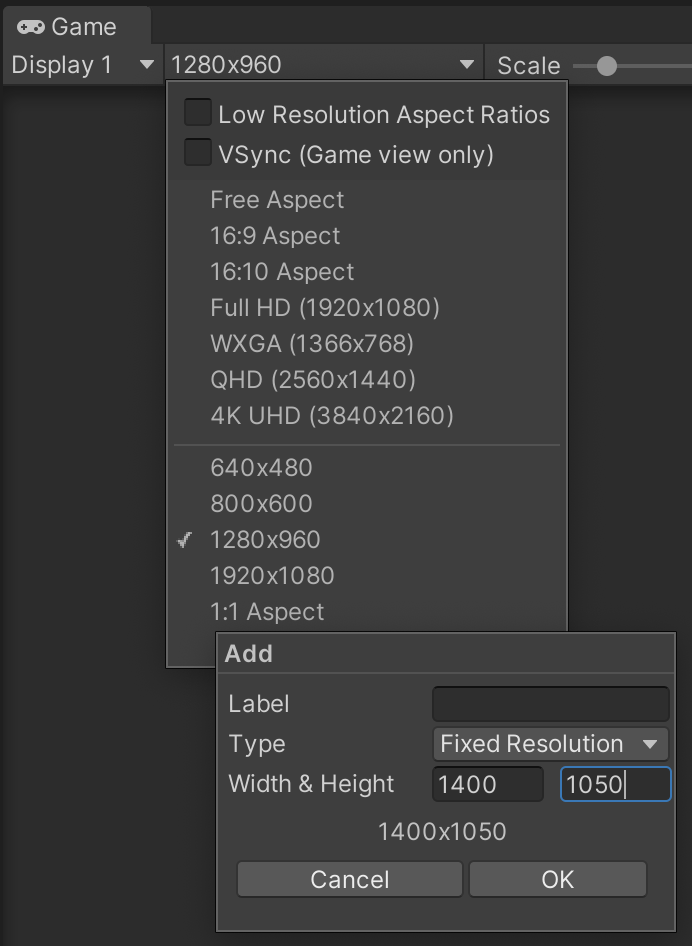 Game
Display 1 1280x960 Scale
Low Resolution Aspect Ratios
VSync (Game view only)
Free Aspect
16:9 Aspect
16:10 Aspect
Full HD (1920x1080)
WXGA (1366x768)
QHD (2560x1440)
4K UHD (3840x2160)
640x480
800x600
1280x960
1920x1080
1:1 Aspect
Add
Label
Type Fixed Resolution
Width & Height 1400 1050
1400x1050
Cancel OK